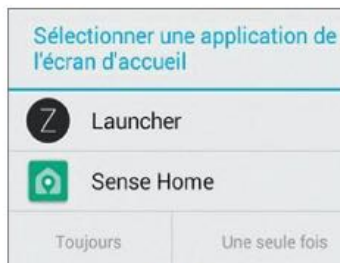 Sélectionner une application de
l'écran d'accueil
Z Launcher
Sense Home
Toujours Une seule fois